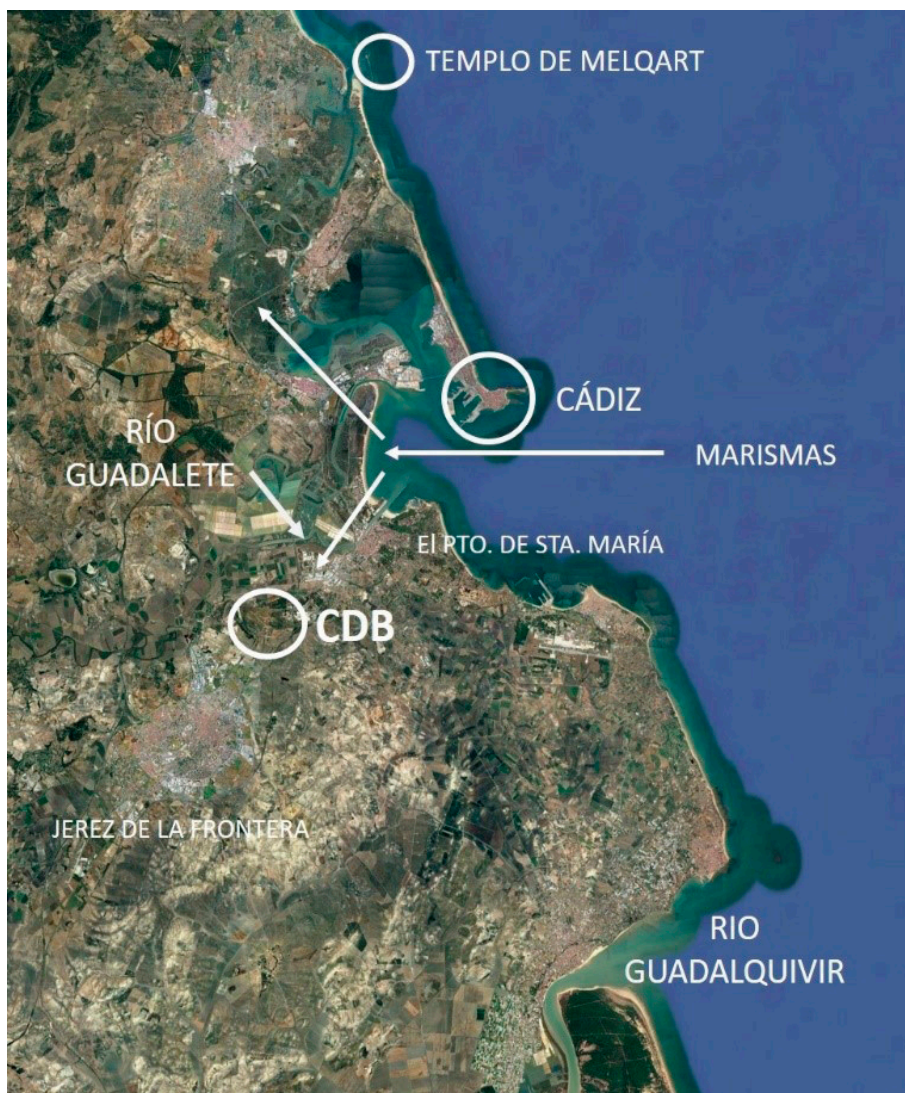 TEMPLO DE MELQART
CÁDIZ
RÍO
GUADALETE
MARISMAS
El PTO. DE STA. MARÍA
CDB
JEREZ DE LA FRONTERA
RIO
GUADALQUIVIR